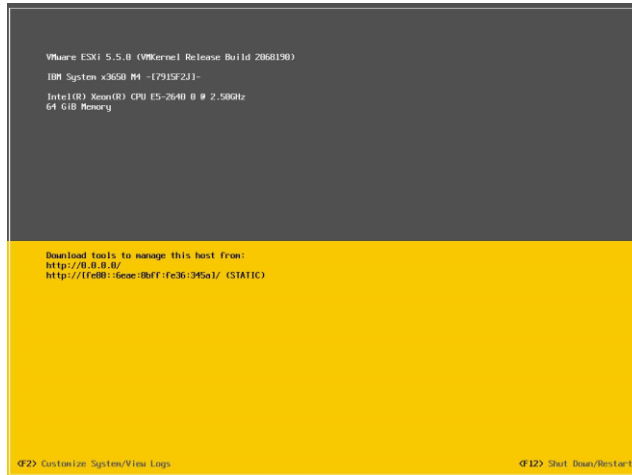 VMware ESXi 5.5.0 (VMKernel Release Build 2068190)
IBM System x3650 M4 -[7915F2J]-
Intel(R) Xeon(R) CPU E5-2640 0 @ 2.50GHz
64 GiB Memory
Download tools to manage this host from:
http://0.0.0.0/
http://[fe80::6eae:8bff:fe36:345a]/ (STATIC)
<F2> Customize System/View Logs
<F12> Shut Down/Restart